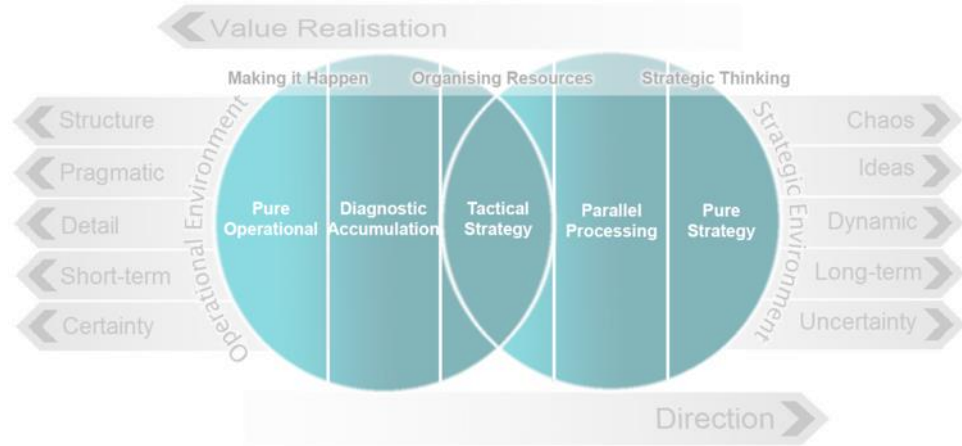 Value Realisation
Making it Happen
Organising Resources
Strategic Thinking
Operational Environment
Strategic Environment
Structure
Pragmatic
Detail
Short-term
Certainty
Pure
Operational
Diagnostic
Accumulation
Tactical
Strategy
Parallel
Processing
Pure
Strategy
Chaos
Ideas
Dynamic
Long-term
Uncertainty
Direction